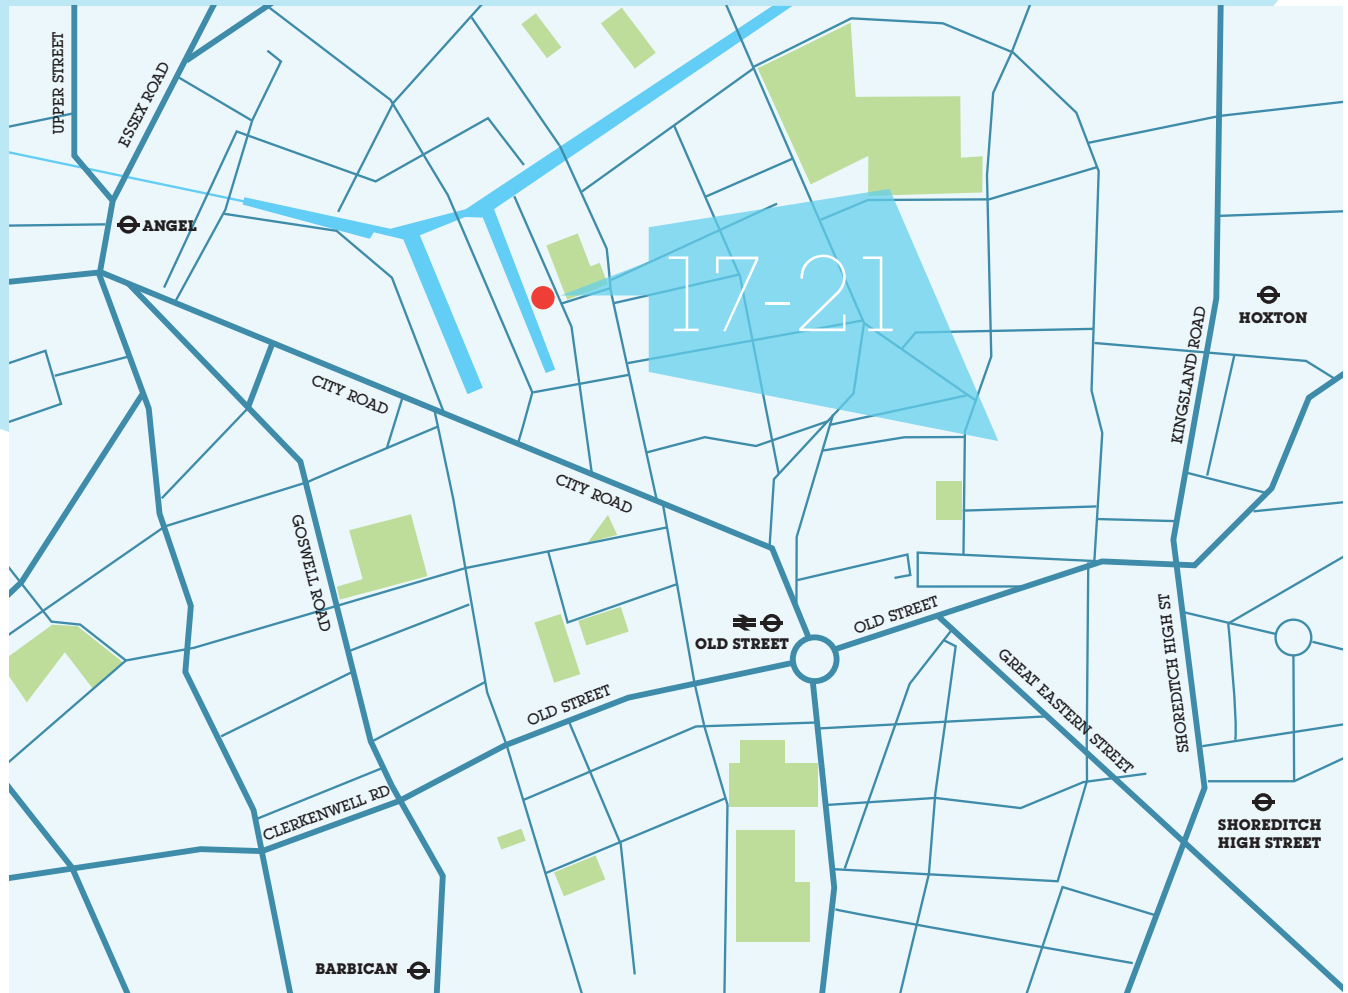 UPPER STREET
ESSEX ROAD
ANGEL
17-21
HOXTON
KINGSLAND ROAD
CITY ROAD
CITY ROAD
GOSWELL ROAD
OLD STREET
OLD STREET
SHOREDITCH HIGH ST
GREAT EASTERN STREET
OLD STREET
CLERKENWELL RD
SHOREDITCH
HIGH STREET
BARBICAN